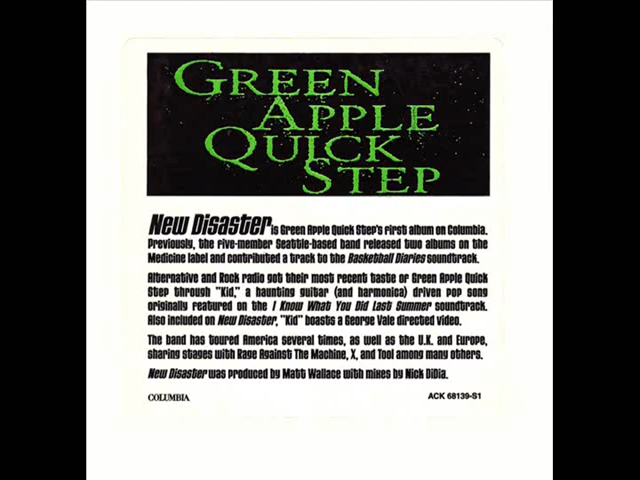 GREEN
APPLE
QUICK
STEP
New Disaster is Green Apple Quick Step's first album on Columbia.
Previously, the five-member Seattle-based band released two albums on the
Medicine label and contributed a track to the Basketball Diaries soundtrack.
Alternative and Rock radio got their most recent taste of Green Apple Quick
Step through "Kid," a haunting guitar (and harmonica) driven pop song
originally featured on the I Know What You Did Last Summer soundtrack.
Also included on New Disaster, "Kid" boasts a George Vale directed video.
The band has toured America several times, as well as the U.K. and Europe,
sharing stages with Rage Against The Machine, X, and Tool among many others.
New Disaster was produced by Matt Wallace with mixes by Nick DiDia.
COLUMBIA
ACK 68139-S1